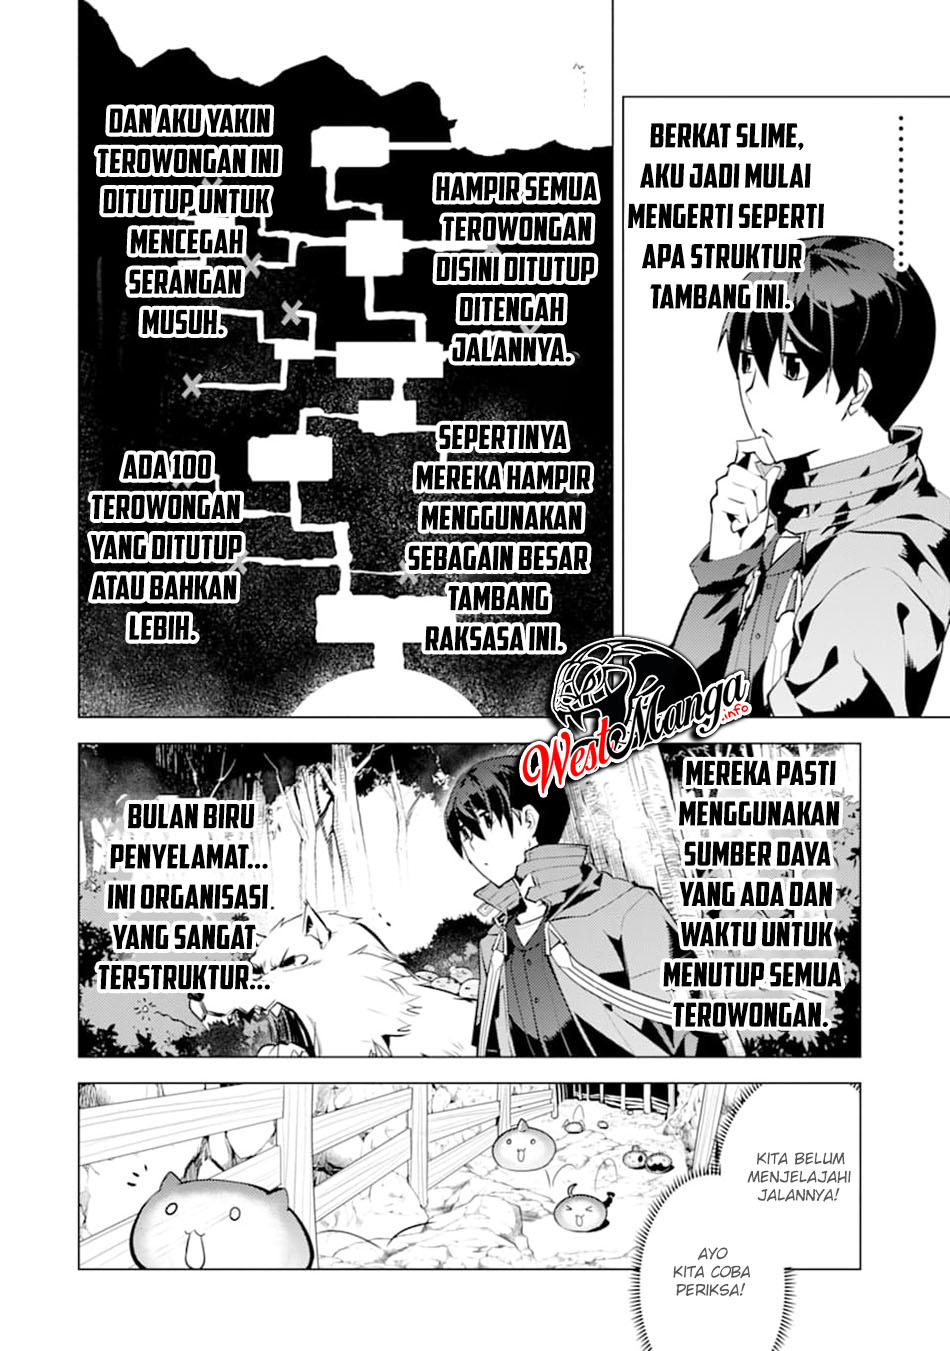 BERKAT SLIME,
AKU JADI MULAI
MENGERTI SEPERTI
APA STRUKTUR
TAMBANG INI.
HAMPIR SEMUA
TEROWONGAN
DISINI DITUTUP
DITENGAH
JALANNYA.
SEPERTINYA
MEREKA HAMPIR
MENGGUNAKAN
SEBAGAIN BESAR
TAMBANG
RAKSASA INI.
DAN AKU YAKIN
TEROWONGAN INI
DITUTUP UNTUK
MENCEGAH
SERANGAN
MUSUH.
ADA 100
TEROWONGAN
YANG DITUTUP
ATAU BAHKAN
LEBIH.
WEST MANGA
.info
MEREKA PASTI
MENGGUNAKAN
SUMBER DAYA
YANG ADA DAN
WAKTU UNTUK
MENUTUP SEMUA
TEROWONGAN.
BULAN BIRU
PENYELAMAT...
INI ORGANISASI
YANG SANGAT
TERSTRUKTUR...
KITA BELUM
MENJELAJAHI
JALANNYA!
AYO
KITA COBA
PERIKSA!